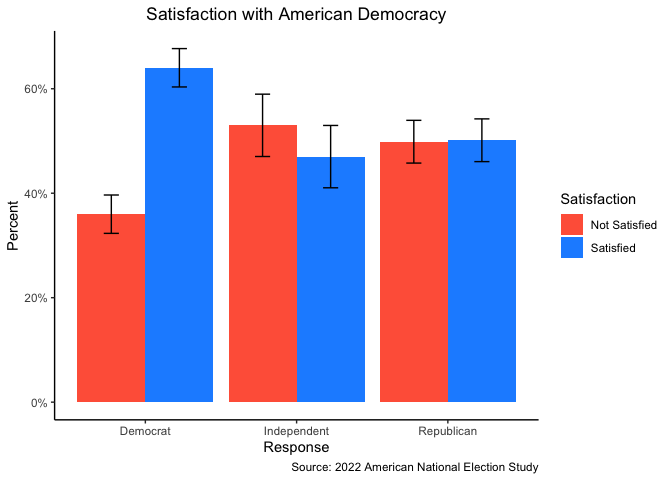 Satisfaction with American Democracy
Percent
60%
40%
20%
0%
Democrat
Independent
Republican
Response
Satisfaction
Not Satisfied
Satisfied
Source: 2022 American National Election Study